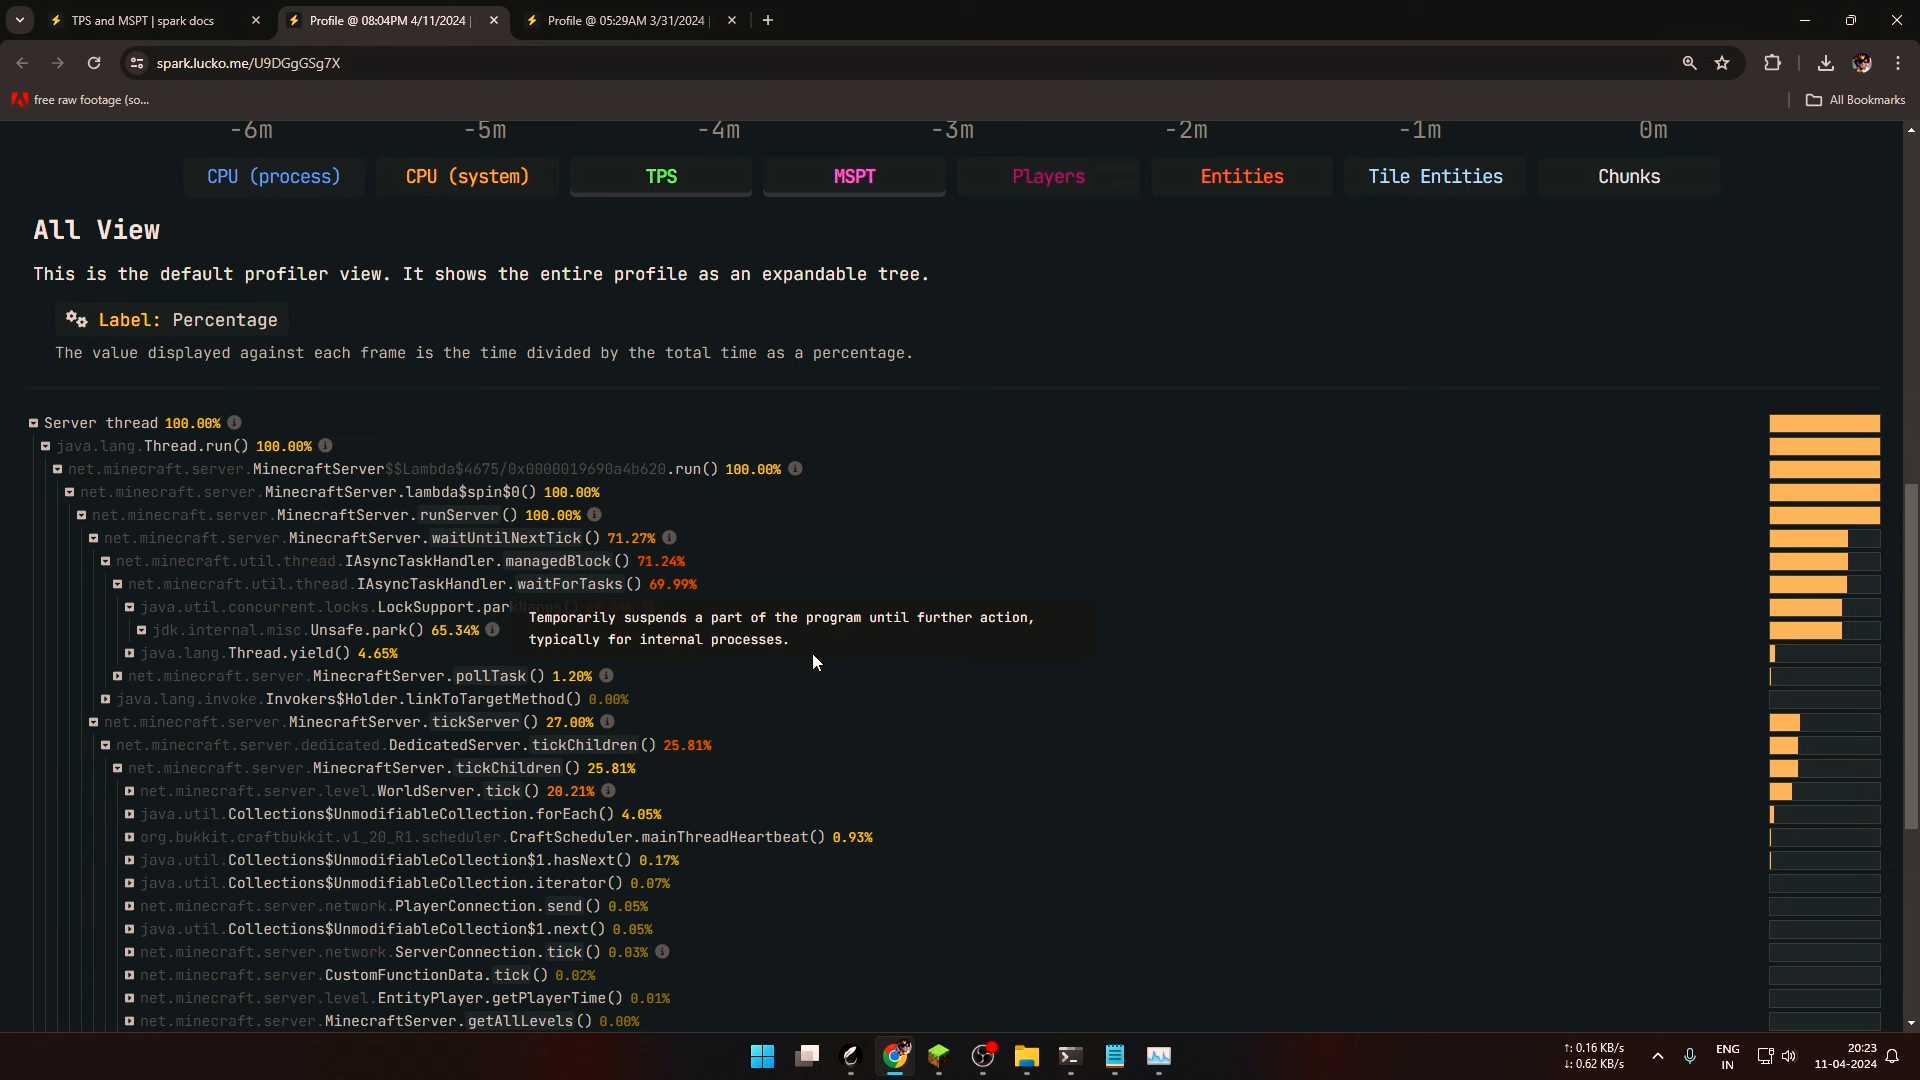 TPS and MSPT | spark docs
Profile @ 08:04PM 4/11/2024 |
Profile @ 05:29AM 3/31/2024 |
spark.lucko.me/U9DGgGSg7X
free raw footage (so...
All Bookmarks
-6m -5m -4m -3m -2m -1m 0m
CPU (process) CPU (system) TPS MSPT Players Entities Tile Entities Chunks
All View
This is the default profiler view. It shows the entire profile as an expandable tree.
Label: Percentage
The value displayed against each frame is the time divided by the total time as a percentage.
Server thread 100.00%
java.lang.Thread.run() 100.00%
net.minecraft.server.MinecraftServer$$Lambda$4675/0x0000019690a4b620.run() 100.00%
net.minecraft.server.MinecraftServer.lambda$spin$0() 100.00%
net.minecraft.server.MinecraftServer.runServer() 100.00%
net.minecraft.server.MinecraftServer.waitUntilNextTick() 71.27%
net.minecraft.util.thread.IAsyncTaskHandler.managedBlock() 71.24%
net.minecraft.util.thread.IAsyncTaskHandler.waitForTasks() 69.99%
java.util.concurrent.locks.LockSupport.park
Temporarily suspends a part of the program until further action,
typically for internal processes.
jdk.internal.misc.Unsafe.park() 65.34%
java.lang.Thread.yield() 4.65%
net.minecraft.server.MinecraftServer.pollTask() 1.20%
java.lang.invoke.Invokers$Holder.linkToTargetMethod() 0.00%
net.minecraft.server.MinecraftServer.tickServer() 27.00%
net.minecraft.server.dedicated.DedicatedServer.tickChildren() 25.81%
net.minecraft.server.MinecraftServer.tickChildren() 25.81%
net.minecraft.server.level.WorldServer.tick() 20.21%
java.util.Collections$UnmodifiableCollection.forEach() 4.05%
org.bukkit.craftbukkit.v1_20_R1.scheduler.CraftScheduler.mainThreadHeartbeat() 0.93%
java.util.Collections$UnmodifiableCollection$1.hasNext() 0.17%
java.util.Collections$UnmodifiableCollection.iterator() 0.07%
net.minecraft.server.network.PlayerConnection.send() 0.05%
java.util.Collections$UnmodifiableCollection$1.next() 0.05%
net.minecraft.server.network.ServerConnection.tick() 0.03%
net.minecraft.server.CustomFunctionData.tick() 0.02%
net.minecraft.server.level.EntityPlayer.getPlayerTime() 0.01%
net.minecraft.server.MinecraftServer.getAllLevels() 0.00%
↑: 0.16 KB/s
↓: 0.62 KB/s
ENG
IN
20:23
11-04-2024